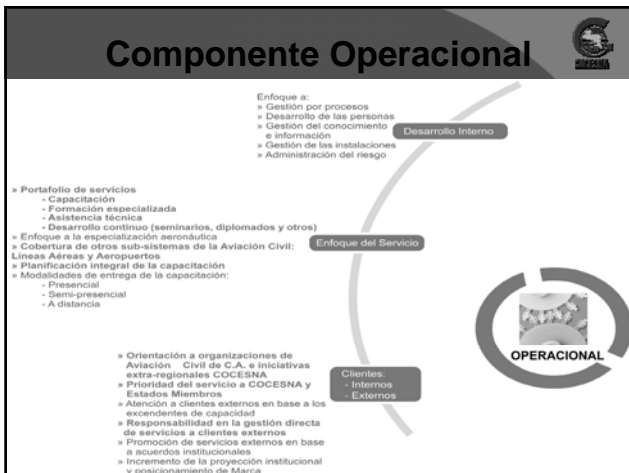 Componente Operacional
COCESNA
Enfoque a:
» Gestión por procesos
» Desarrollo de las personas
» Gestión del conocimiento
e información
» Gestión de las instalaciones
» Administración del riesgo
Desarrollo Interno
» Portafolio de servicios
- Capacitación
- Formación especializada
- Asistencia técnica
- Desarrollo continuo (seminarios, diplomados y otros)
» Enfoque a la especialización aeronáutica
» Cobertura de otros sub-sistemas de la Aviación Civil:
Líneas Aéreas y Aeropuertos
» Planificación integral de la capacitación
» Modalidades de entrega de la capacitación:
- Presencial
- Semi-presencial
- A distancia
Enfoque del Servicio
OPERACIONAL
» Orientación a organizaciones de
Aviación Civil de C.A. e iniciativas
extra-regionales COCESNA
» Prioridad del servicio a COCESNA y
Estados Miembros
» Atención a clientes externos en base a los
excendentes de capacidad
» Responsabilidad en la gestión directa
de servicios a clientes externos
» Promoción de servicios externos en base
a acuerdos institucionales
» Incremento de la proyección institucional
y posicionamiento de Marca
Clientes:
- Internos
- Externos